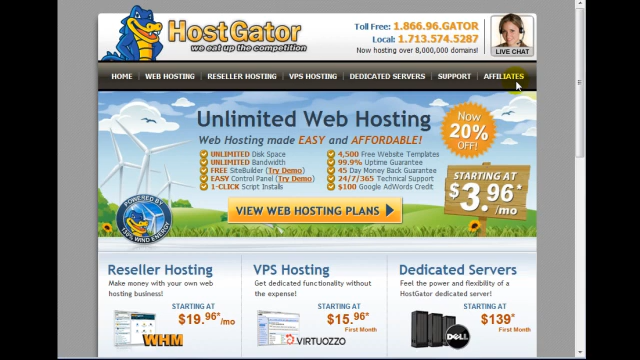 HostGator
we eat up the competition
Toll Free: 1.866.96.GATOR
Local: 1.713.574.5287
Now hosting over 8,000,000 domains!
LIVE CHAT
HOME WEB HOSTING RESELLER HOSTING VPS HOSTING DEDICATED SERVERS SUPPORT AFFILIATES
Unlimited Web Hosting
Web Hosting made EASY and AFFORDABLE!
Now 20% OFF!
UNLIMITED Disk Space
UNLIMITED Bandwidth
FREE SiteBuilder (Try Demo)
EASY Control Panel (Try Demo)
1-CLICK Script Installs
4,500 Free Website Templates
99.9% Uptime Guarantee
45 Day Money Back Guarantee
24/7/365 Technical Support
$100 Google AdWords Credit
STARTING AT
$3.96*
/mo
VIEW WEB HOSTING PLANS
POWERED BY
130% WIND ENERGY
Reseller Hosting
Make money with your own web
hosting business!
STARTING AT
$19.96*/mo
WHM
VPS Hosting
Get dedicated functionality without
the expense!
STARTING AT
$15.96*
First Month
VIRTUOZZO
Dedicated Servers
Feel the power and flexibility of a
HostGator dedicated server!
STARTING AT
$139*
First Month
DELL